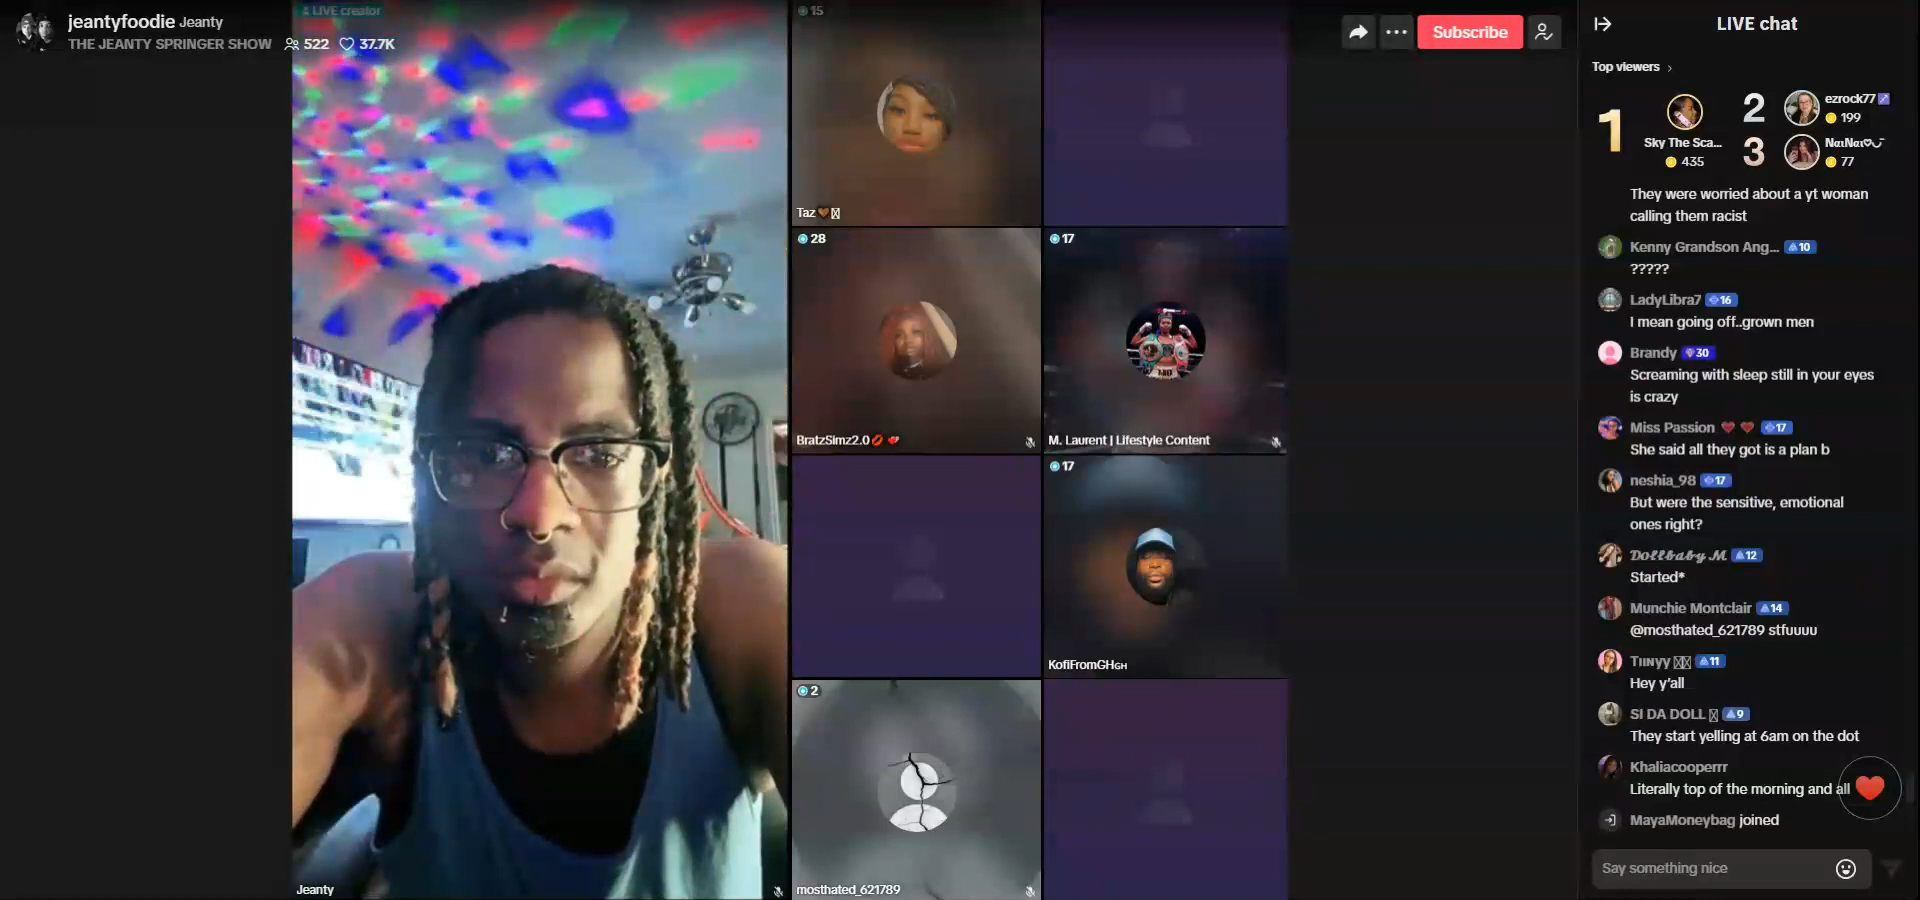 jeantyfoodie Jeanty
THE JEANTY SPRINGER SHOW 522 37.7K
LIVE creator
15
Taz
28
BratzSimz2.0
17
M. Laurent | Lifestyle Content
17
KofiFromGHGH
2
mosthated_621789
Jeanty
Subscribe
LIVE chat
Top viewers
1
Sky The Sca...
435
2
ezrock77
199
3
NαιNαι
77
They were worried about a yt woman
calling them racist
Kenny Grandson Ang... 10
?????
LadyLibra7 16
I mean going off..grown men
Brandy 30
Screaming with sleep still in your eyes
is crazy
Miss Passion 17
She said all they got is a plan b
neshia_98 17
But were the sensitive, emotional
ones right?
𝓓𝓸𝓵𝓵𝓫𝓪𝓫𝔂 𝓜 12
Started*
Munchie Montclair 14
@mosthated_621789 stfuuuu
Tιιɴyy 11
Hey y'all
SI DA DOLL 9
They start yelling at 6am on the dot
Khaliacooperrr
Literally top of the morning and all
MayaMoneybag joined
Say something nice